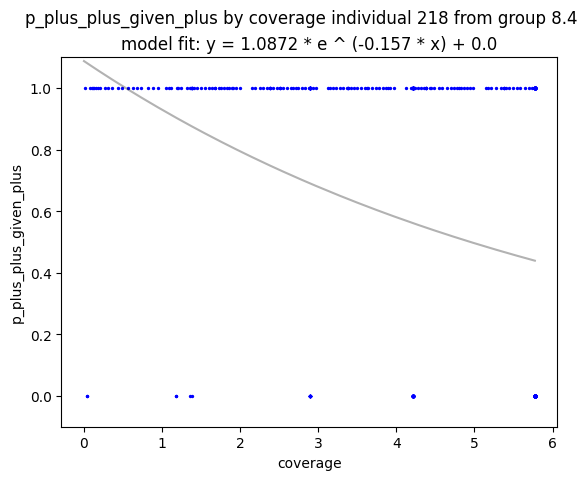 p_plus_plus_given_plus by coverage individual 218 from group 8.4
model fit: y = 1.0872 * e ^ (-0.157 * x) + 0.0
1.0
0.8
0.6
0.4
0.2
0.0
p_plus_plus_given_plus
0 1 2 3 4 5 6
coverage